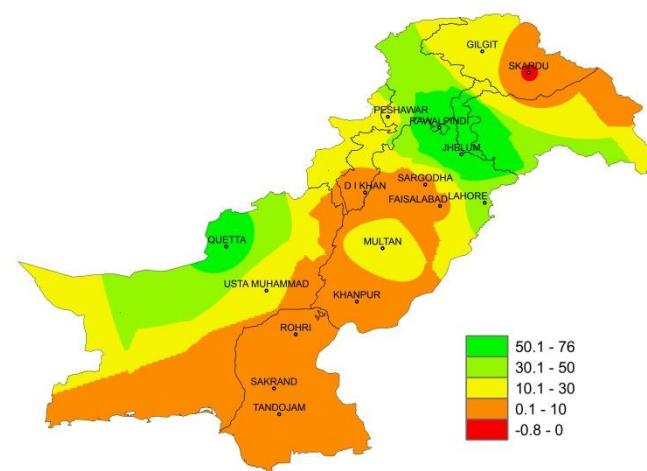 GILGIT
SKARDU
PESHAWAR
RAWALPINDI
JHELUM
SARGODHA
D I KHAN
FAISALABAD
LAHORE
QUETTA
MULTAN
USTA MUHAMMAD
KHANPUR
ROHRI
SAKRAND
TANDOJAM
50.1 - 76
30.1 - 50
10.1 - 30
0.1 - 10
-0.8 - 0